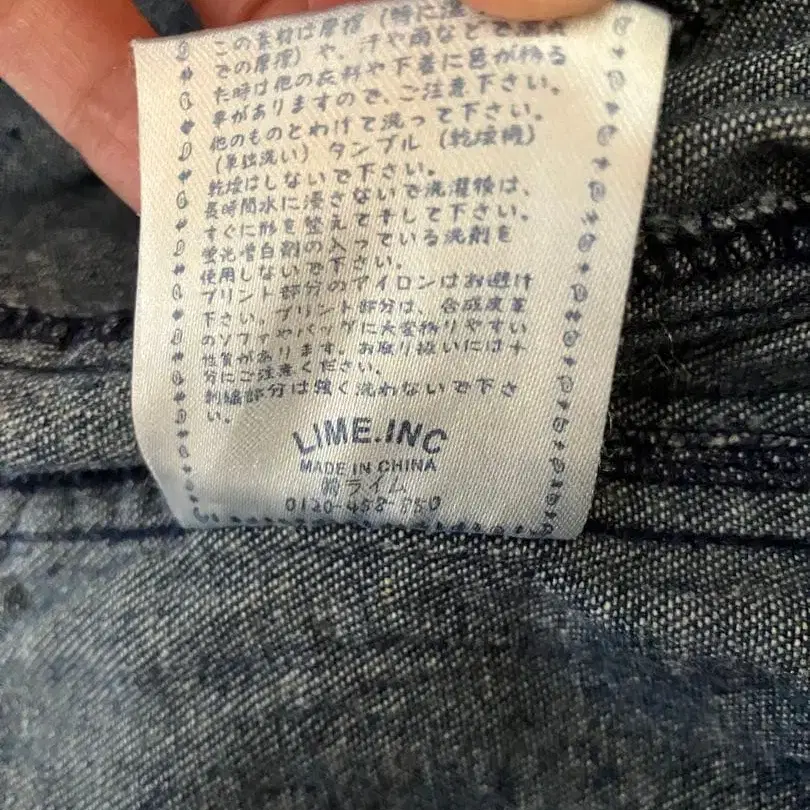 この素材は摩擦（特に湿
での摩擦）や、汗や雨などで濡れ
た時は他の衣料や下着に色が移る
事がありますので、ご注意下さい。
他のものとわけて洗って下さい。
（単独洗い）タンブル（乾燥機）
乾燥はしないで下さい。
長時間水に浸さないで洗濯後は、
すぐに形を整えて干して下さい。
蛍光増白剤の入っている洗剤を
使用しないで下さい。
プリント部分のアイロンはお避け
下さい。プリント部分は、合成皮革
のソファやバッグに大変移りやすい
性質があります。お取り扱いには十
分にご注意ください。
刺繍部分は強く洗わないで下さ
い。
LIME.INC
MADE IN CHINA
㈱ライム
0120-458-850